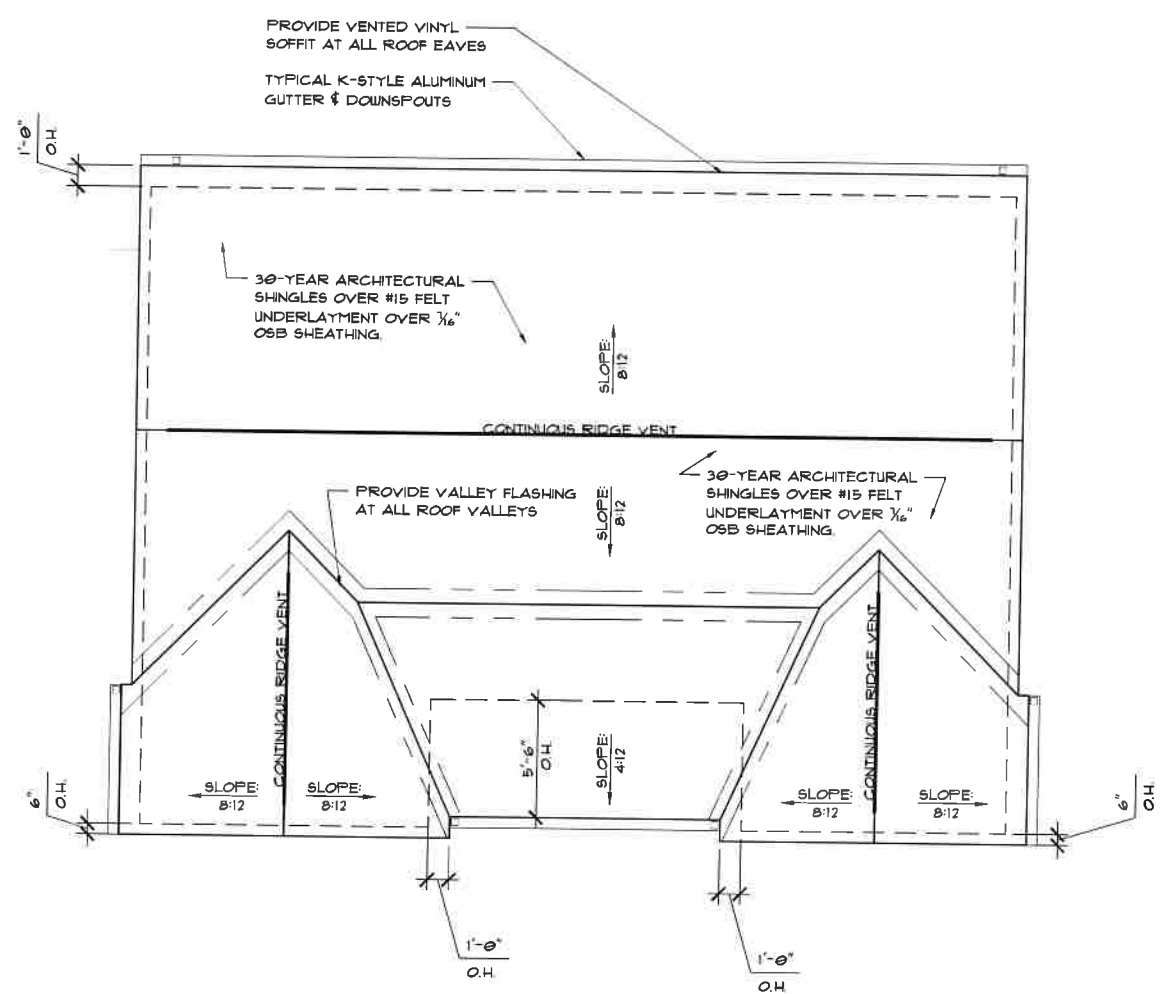 PROVIDE VENTED VINYL
SOFFIT AT ALL ROOF EAVES
TYPICAL K-STYLE ALUMINUM
GUTTER & DOWNSPOUTS
1'-0"
O.H.
30-YEAR ARCHITECTURAL
SHINGLES OVER #15 FELT
UNDERLAYMENT OVER 7/16"
OSB SHEATHING.
SLOPE:
8:12
CONTINUOUS RIDGE VENT
30-YEAR ARCHITECTURAL
SHINGLES OVER #15 FELT
UNDERLAYMENT OVER 7/16"
OSB SHEATHING.
PROVIDE VALLEY FLASHING
AT ALL ROOF VALLEYS
SLOPE:
8:12
CONTINUOUS RIDGE VENT
CONTINUOUS RIDGE VENT
5'-6"
O.H.
SLOPE:
4:12
6"
O.H.
SLOPE:
8:12
SLOPE:
8:12
SLOPE:
8:12
SLOPE:
8:12
6"
O.H.
1'-0"
O.H.
1'-0"
O.H.